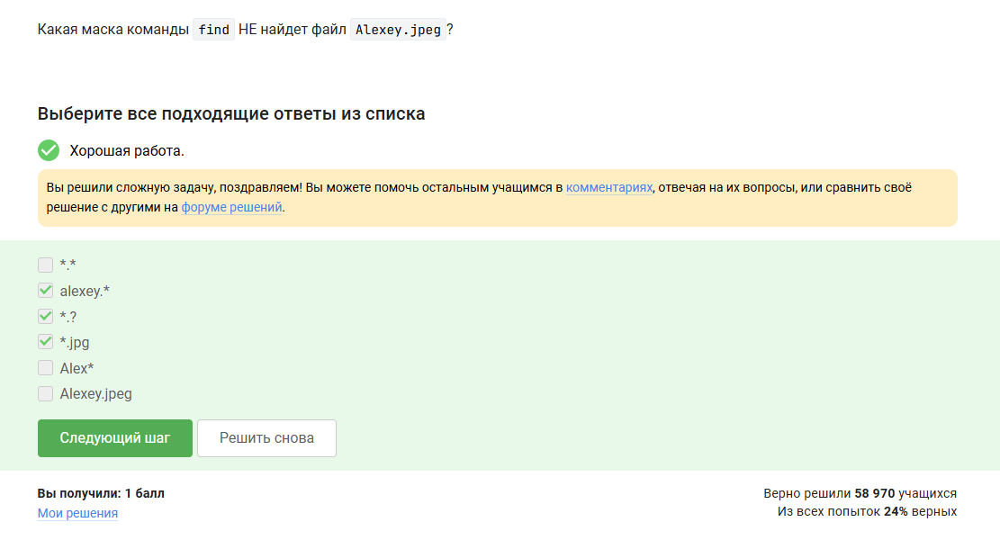 Какая маска команды find НЕ найдет файл Alexey.jpeg?
Выберите все подходящие ответы из списка
Хорошая работа.
Вы решили сложную задачу, поздравляем! Вы можете помочь остальным учащимся в комментариях, отвечая на их вопросы, или сравнить своё
решение с другими на форуме решений.
*.*
alexey.*
*.?
*.jpg
Alex*
Alexey.jpeg
Следующий шаг Решить снова
Вы получили: 1 балл
Мои решения
Верно решили 58 970 учащихся
Из всех попыток 24% верных